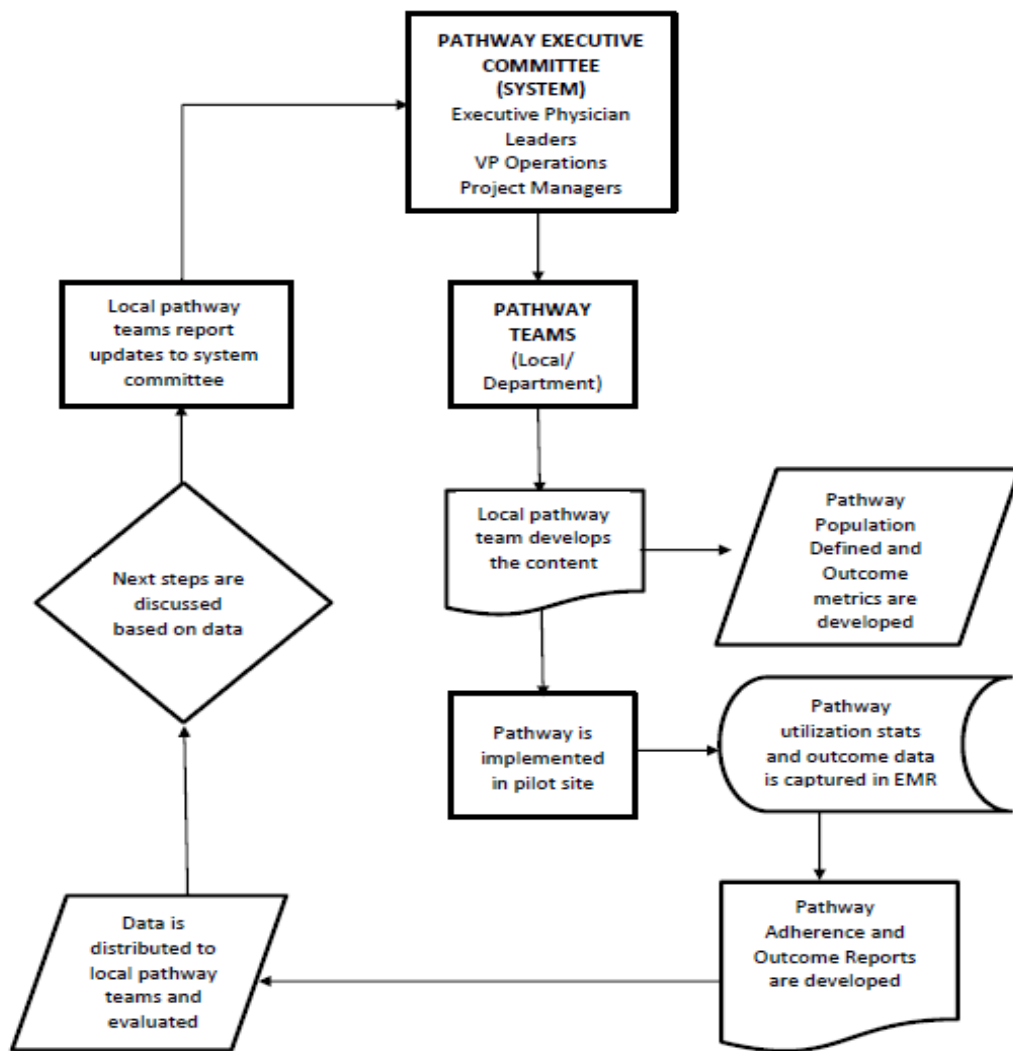 PATHWAY EXECUTIVE
COMMITTEE
(SYSTEM)
Executive Physician
Leaders
VP Operations
Project Managers
Local pathway
teams report
updates to system
committee
PATHWAY
TEAMS
(Local/
Department)
Local pathway
team develops
the content
Pathway
Population
Defined and
Outcome
metrics are
developed
Next steps are
discussed
based on data
Pathway is
implemented
in pilot site
Pathway
utilization stats
and outcome data
is captured in EMR
Data is
distributed to
local pathway
teams and
evaluated
Pathway
Adherence and
Outcome Reports
are developed